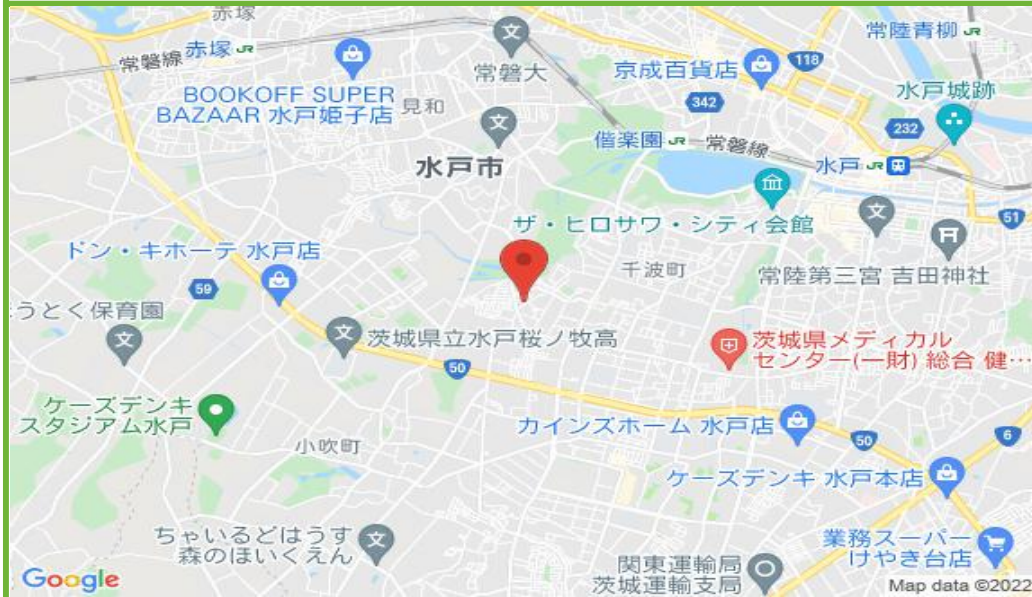 赤塚
常磐線
赤塚 JR
常磐大
常陸青柳 JR
京成百貨店
118
BOOKOFF SUPER
BAZAAR 水戸姫子店
見和
342
水戸城跡
偕楽園 JR
常磐線
232
水戸市
水戸 JR
ザ・ヒロサワ・シティ会館
51
ドン・キホーテ 水戸店
千波町
常陸第三宮 吉田神社
59
うとく保育園
茨城県立水戸桜ノ牧高
茨城県メディカル
センター(一財) 総合 健…
50
ケーズデンキ
スタジアム水戸
カインズホーム 水戸店
小吹町
50
6
ケーズデンキ 水戸本店
ちゃいるどはうす
森のほいくえん
業務スーパー
けやき台店
関東運輸局
茨城運輸支局
Google
Map data ©2022